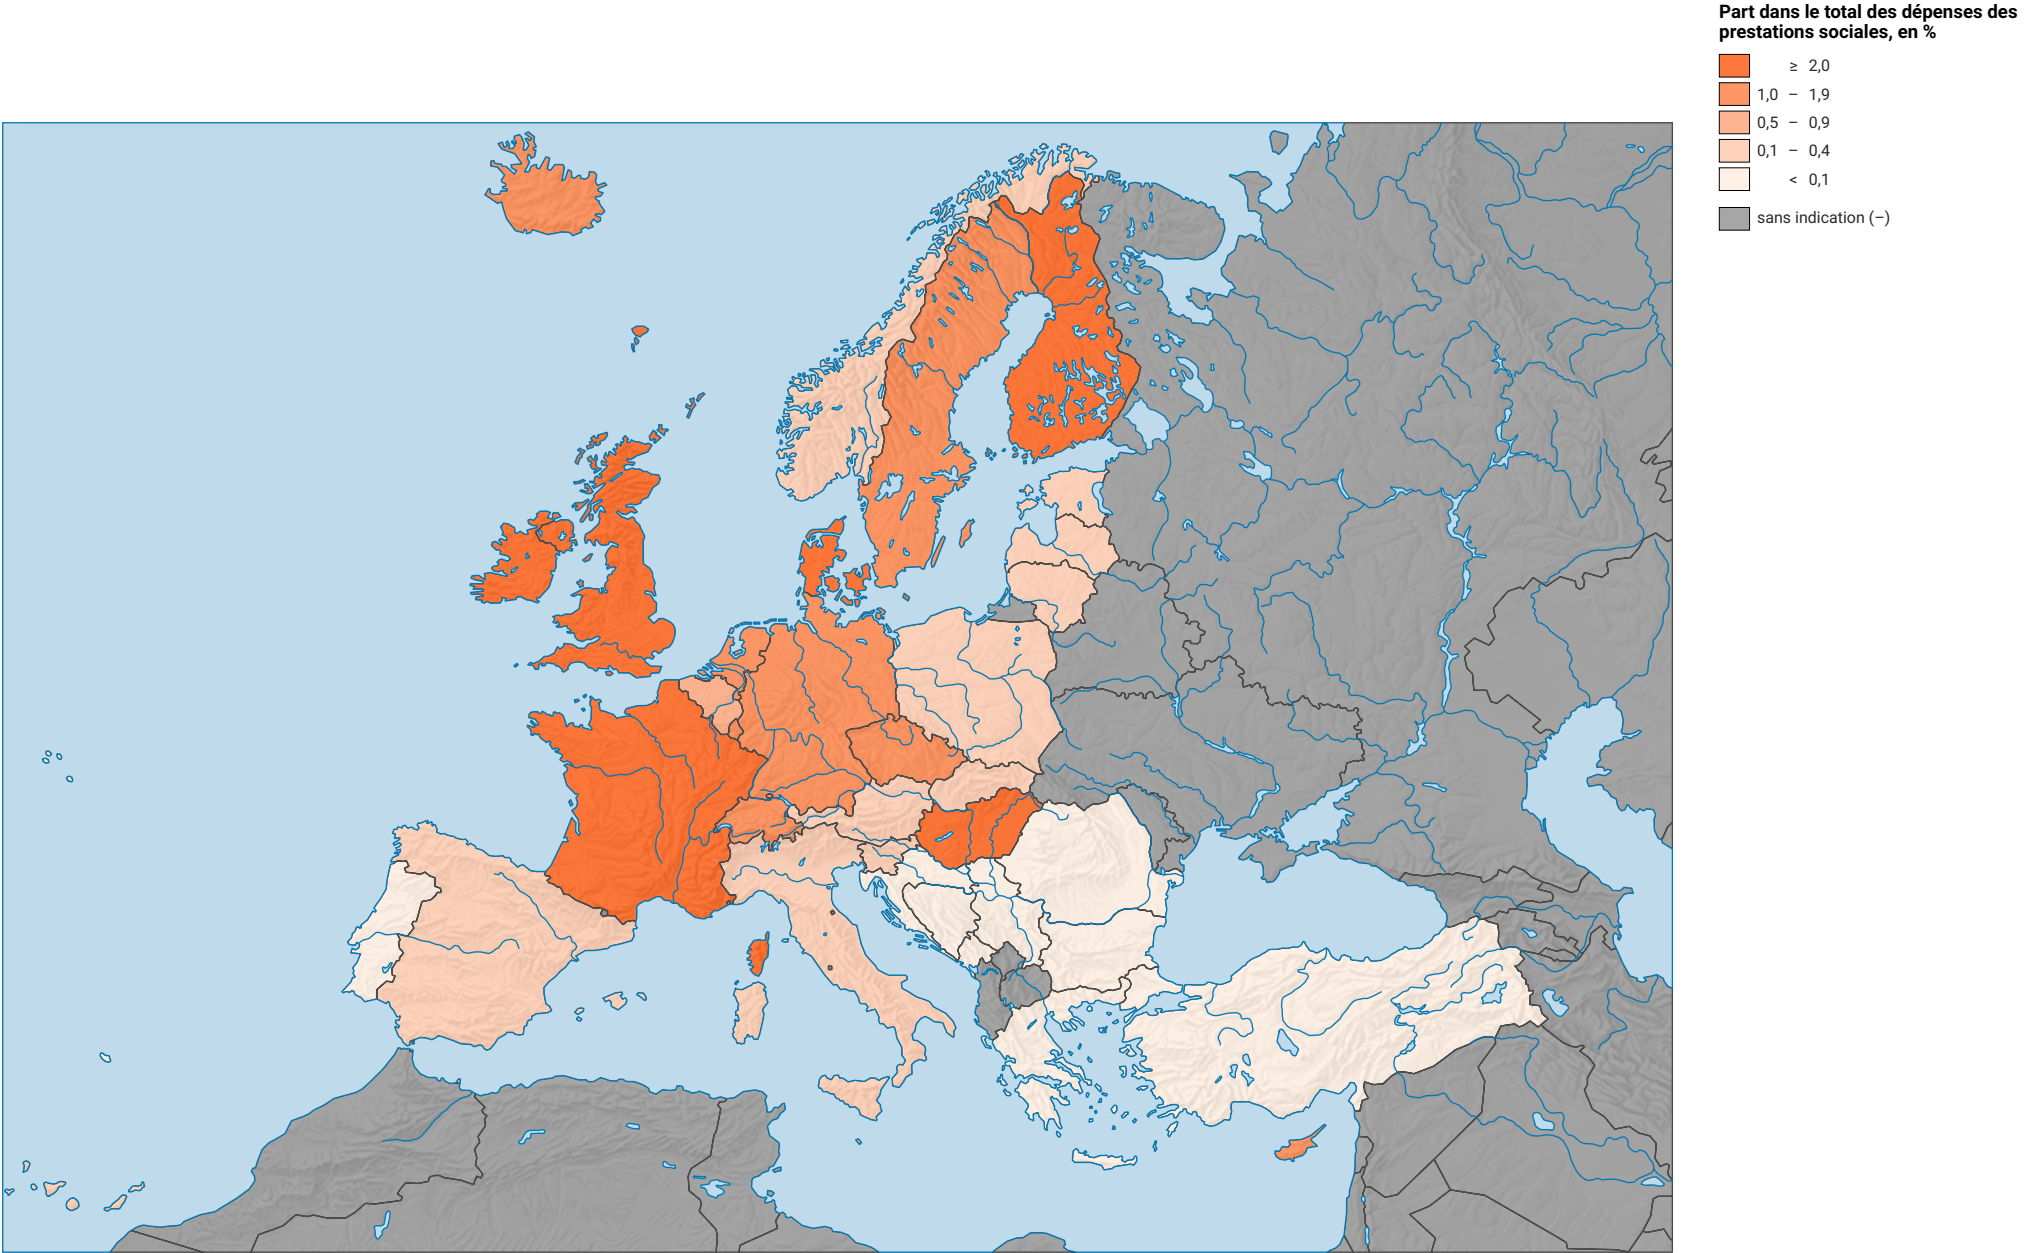 Part dans le total des dépenses des
prestations sociales, en %
≥ 2,0
1,0 – 1,9
0,5 – 0,9
0,1 – 0,4
< 0,1
sans indication (–)